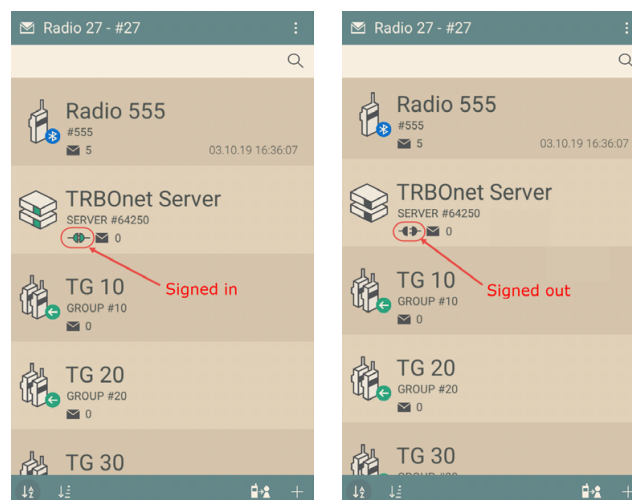 Radio 27 - #27
Radio 555
#555
5
03.10.19 16:36:07
TRBOnet Server
SERVER #64250
0
Signed in
TG 10
GROUP #10
0
TG 20
GROUP #20
0
TG 30
Radio 27 - #27
Radio 555
#555
5
03.10.19 16:36:07
TRBOnet Server
SERVER #64250
0
Signed out
TG 10
GROUP #10
0
TG 20
GROUP #20
0
TG 30